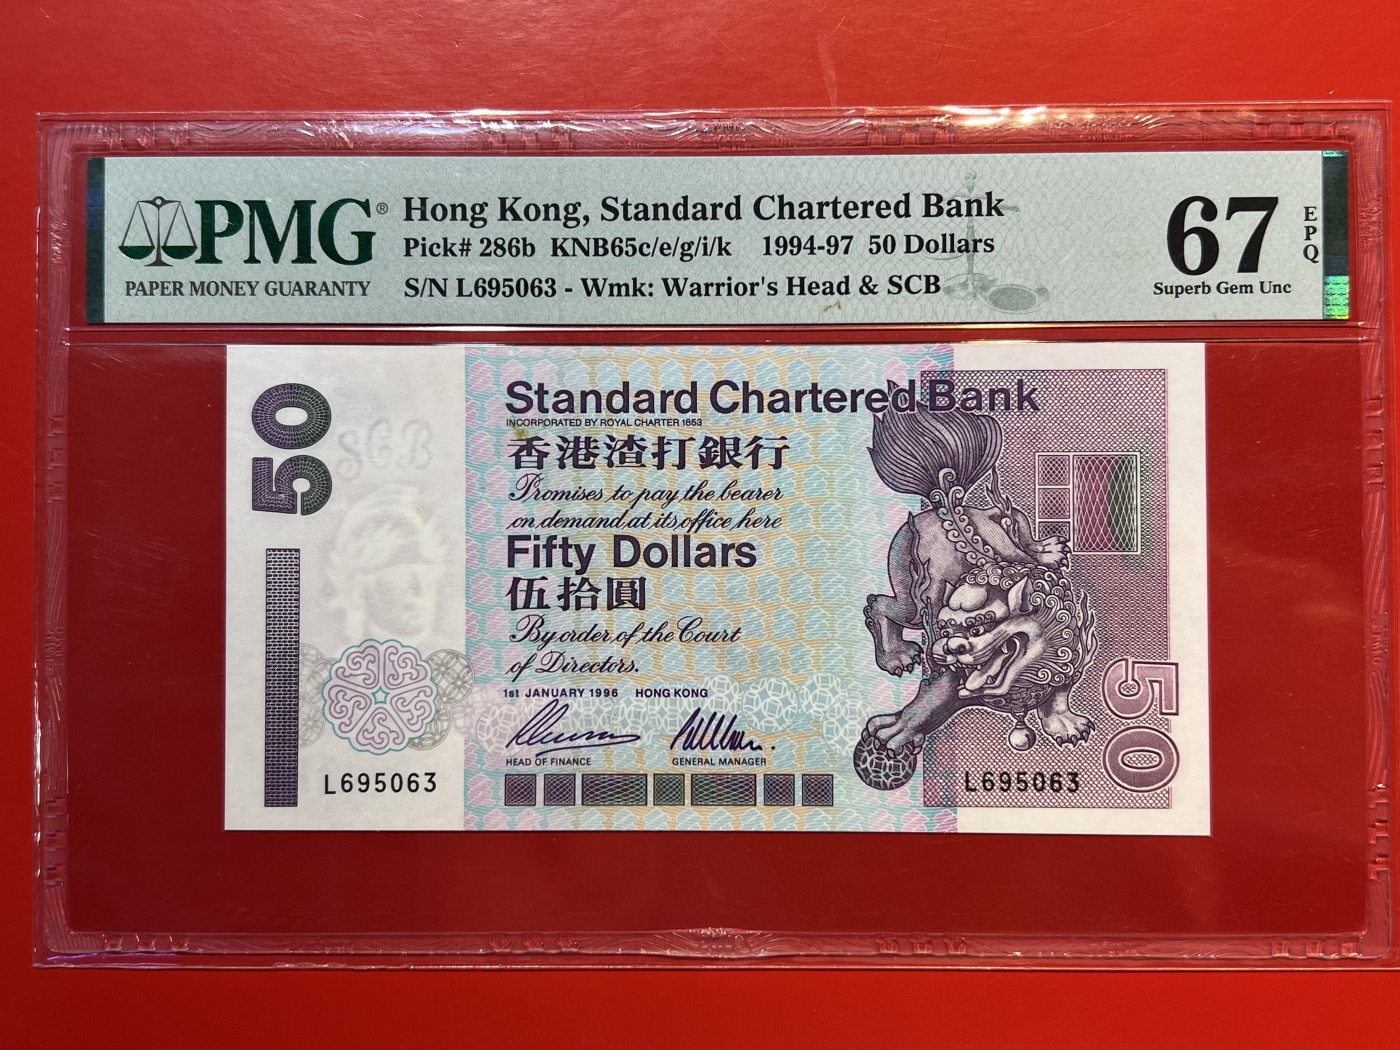 PMG®
PAPER MONEY GUARANTY
Hong Kong, Standard Chartered Bank
Pick# 286b KNB65c/e/g/i/k 1994-97 50 Dollars
S/N L695063 - Wmk: Warrior's Head & SCB
67
EPQ
Superb Gem Unc
50
SCB
Standard Chartered Bank
INCORPORATED BY ROYAL CHARTER 1853
香港渣打銀行
Promises to pay the bearer
on demand at its office here
Fifty Dollars
伍拾圓
By order of the Court
of Directors.
1st JANUARY 1996 HONG KONG
HEAD OF FINANCE GENERAL MANAGER
L695063
L695063
50